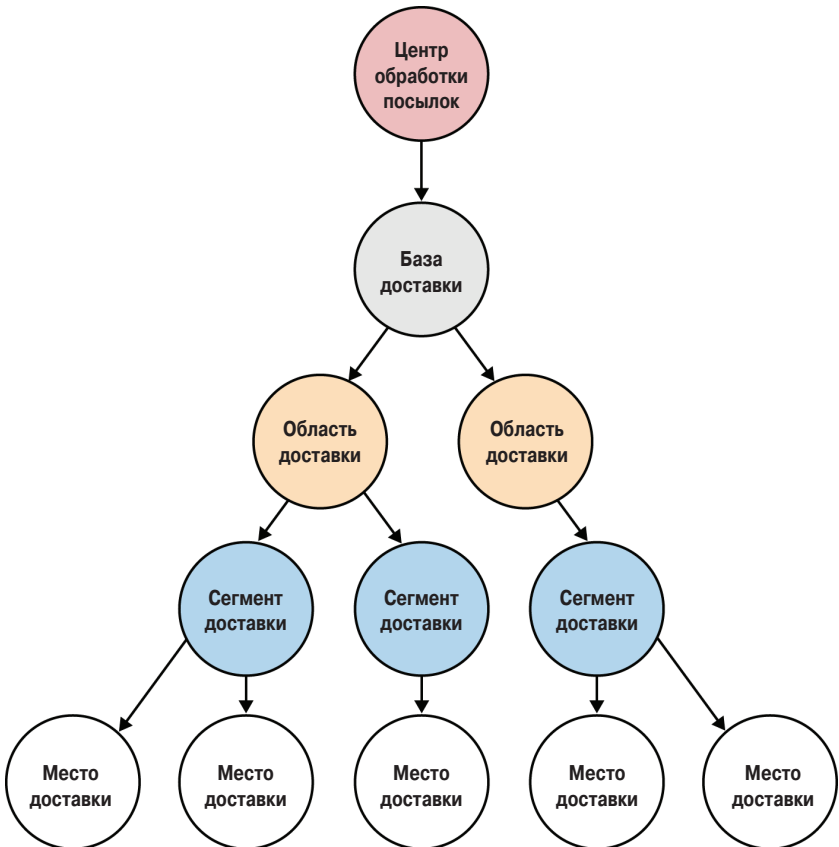 Центр
обработки
посылок
База
доставки
Область
доставки
Область
доставки
Сегмент
доставки
Сегмент
доставки
Сегмент
доставки
Место
доставки
Место
доставки
Место
доставки
Место
доставки
Место
доставки